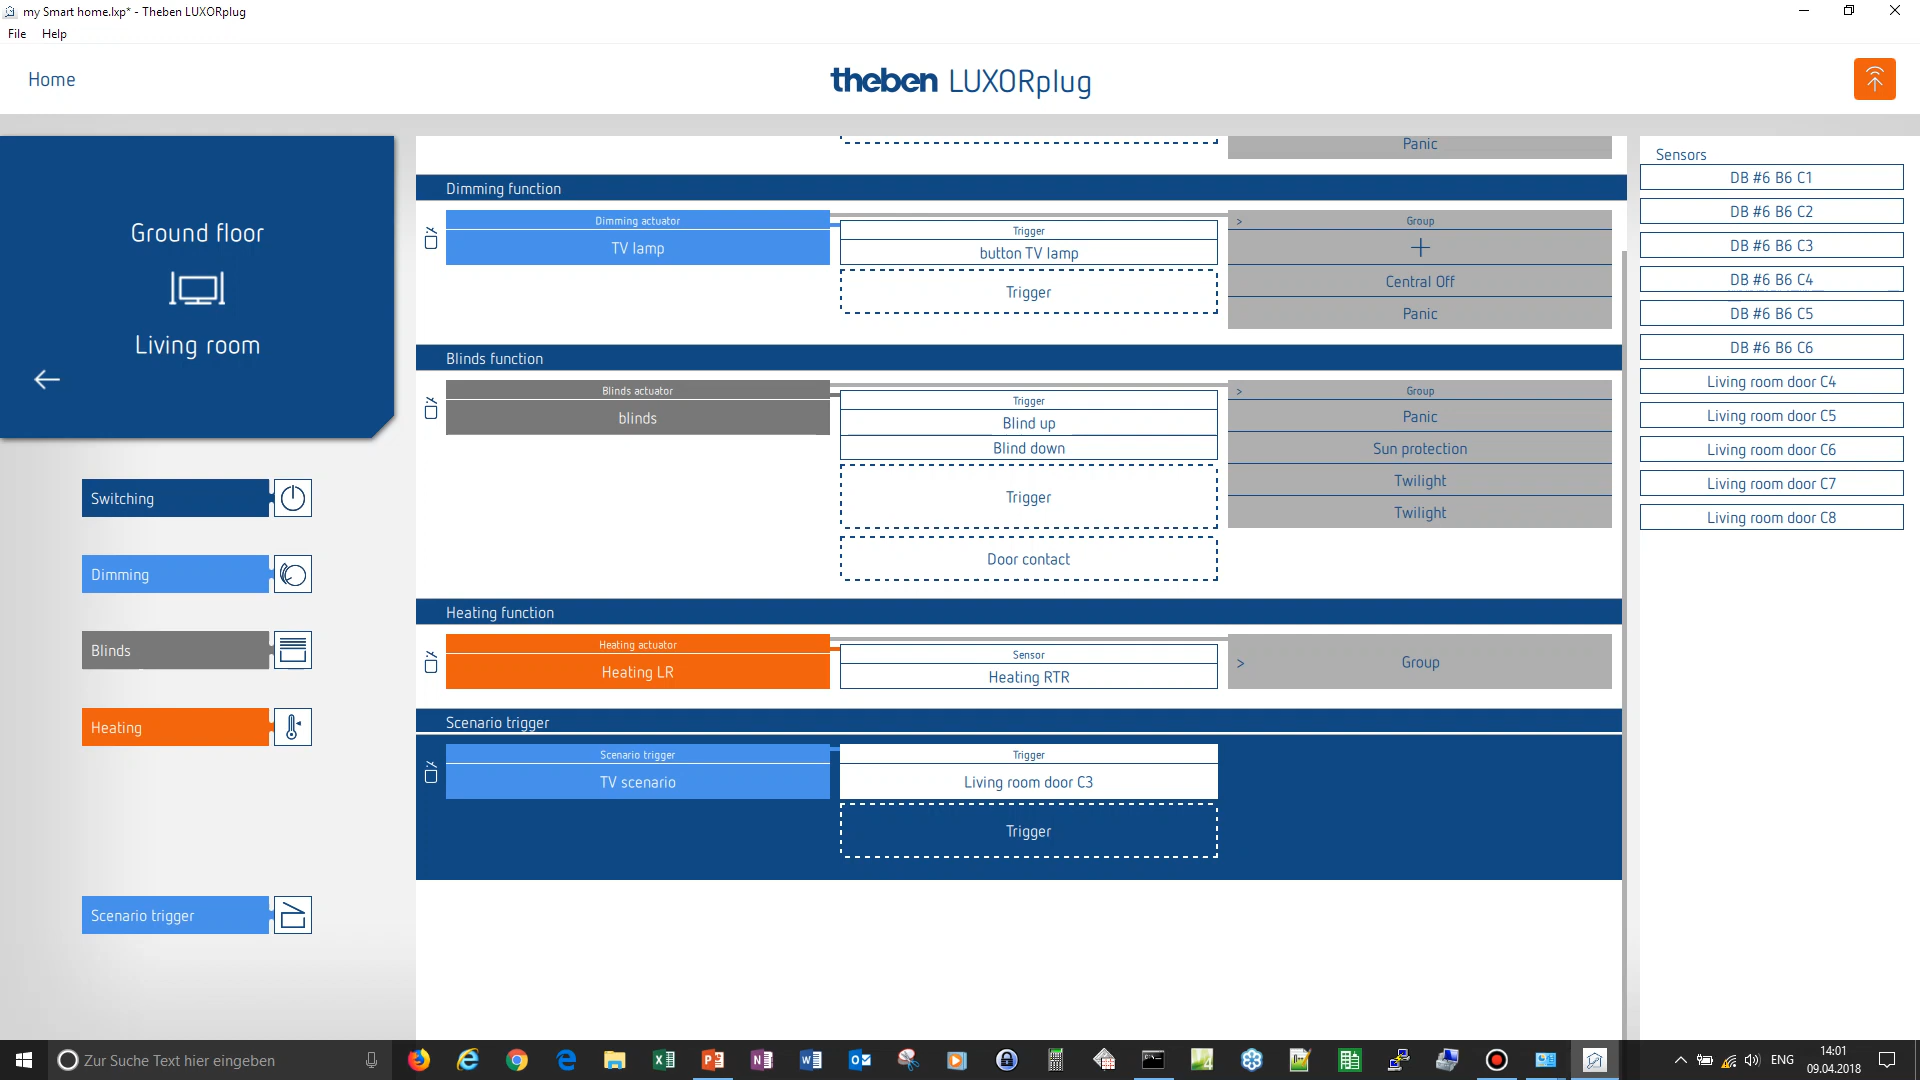 my Smart home.lxp* - Theben LUXORplug
File Help
Home
theben LUXORplug
Ground floor
Living room
Switching
Dimming
Blinds
Heating
Scenario trigger
Panic
Dimming function
Dimming actuator
TV lamp
Trigger
button TV lamp
Trigger
> Group
+
Central Off
Panic
Blinds function
Blinds actuator
blinds
Trigger
Blind up
Blind down
Trigger
Door contact
> Group
Panic
Sun protection
Twilight
Twilight
Heating function
Heating actuator
Heating LR
Sensor
Heating RTR
> Group
Scenario trigger
Scenario trigger
TV scenario
Trigger
Living room door C3
Trigger
Sensors
DB #6 B6 C1
DB #6 B6 C2
DB #6 B6 C3
DB #6 B6 C4
DB #6 B6 C5
DB #6 B6 C6
Living room door C4
Living room door C5
Living room door C6
Living room door C7
Living room door C8
Zur Suche Text hier eingeben
ENG
14:01
09.04.2018